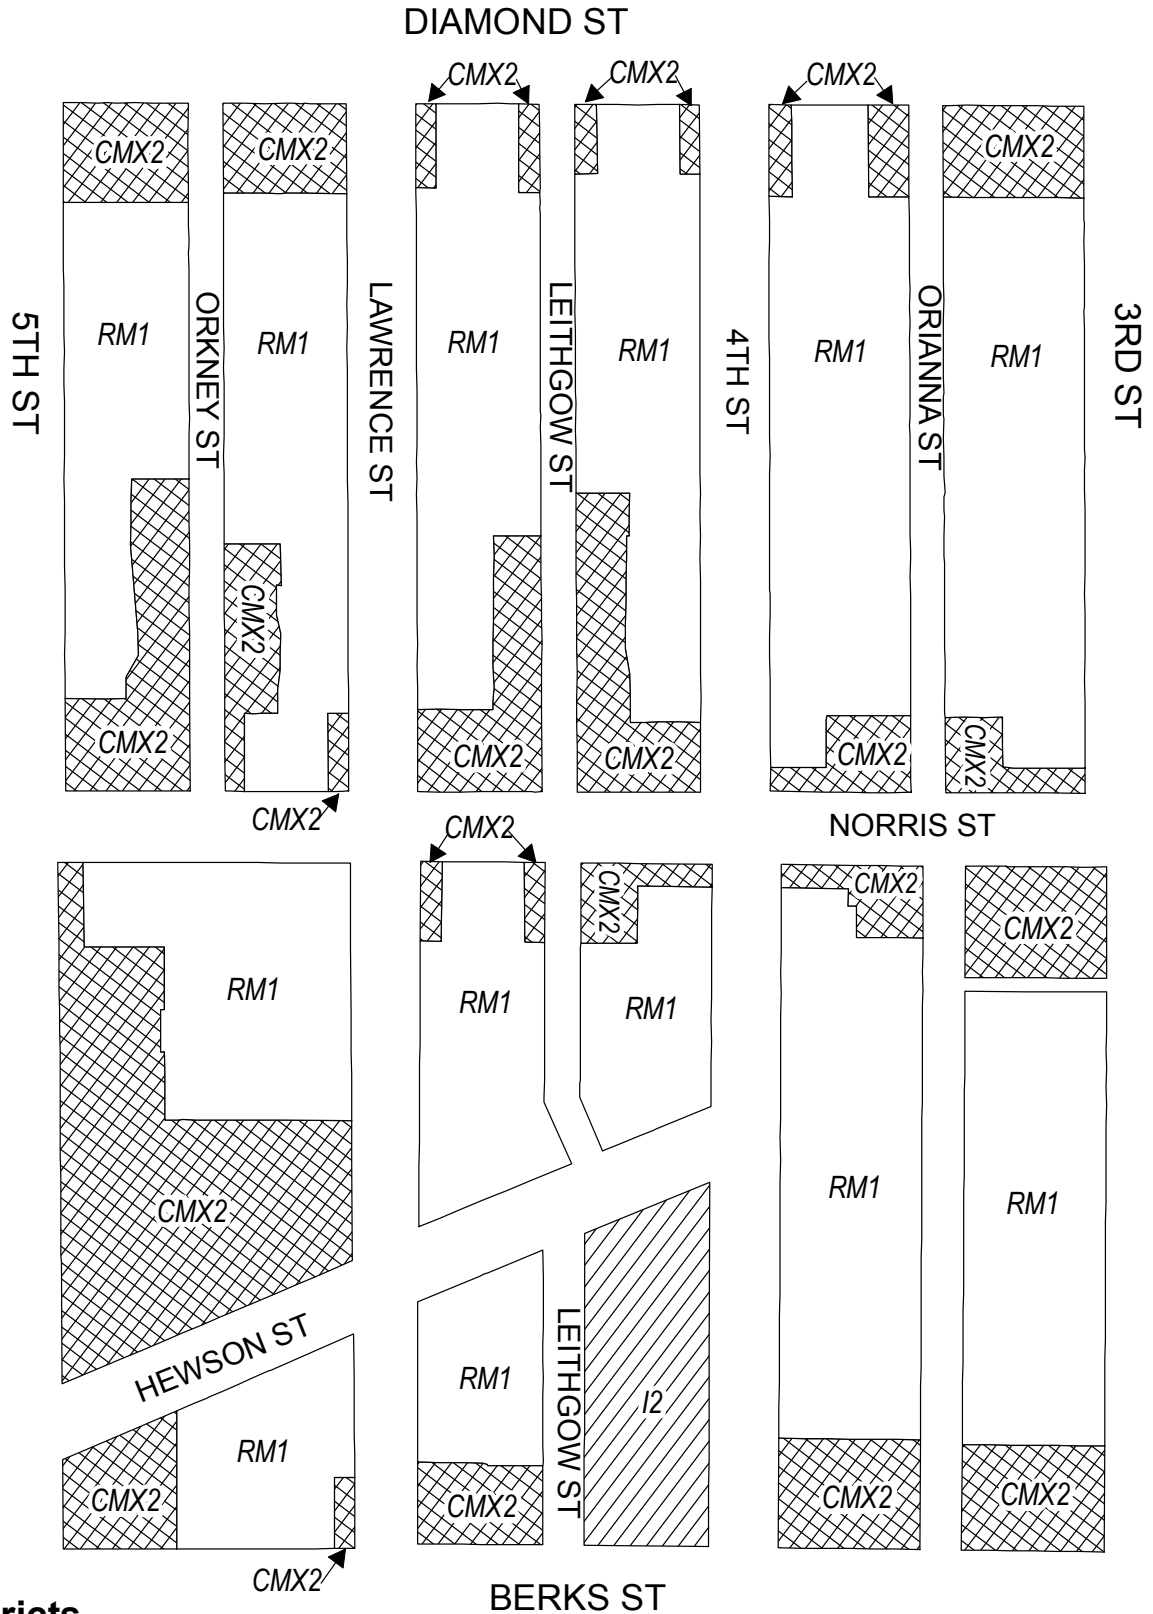 DIAMOND ST
CMX2
CMX2
CMX2
CMX2
CMX2
CMX2
5TH ST
RM1
ORKNEY ST
RM1
LAWRENCE ST
RM1
LEITHGOW ST
RM1
4TH ST
RM1
ORIANNA ST
RM1
3RD ST
CMX2
CMX2
CMX2
CMX2
CMX2
CMX2
CMX2
NORRIS ST
CMX2
CMX2
CMX2
CMX2
RM1
RM1
RM1
CMX2
RM1
RM1
HEWSON ST
LEITHGOW ST
RM1
I2
RM1
CMX2
CMX2
CMX2
CMX2
CMX2
BERKS ST